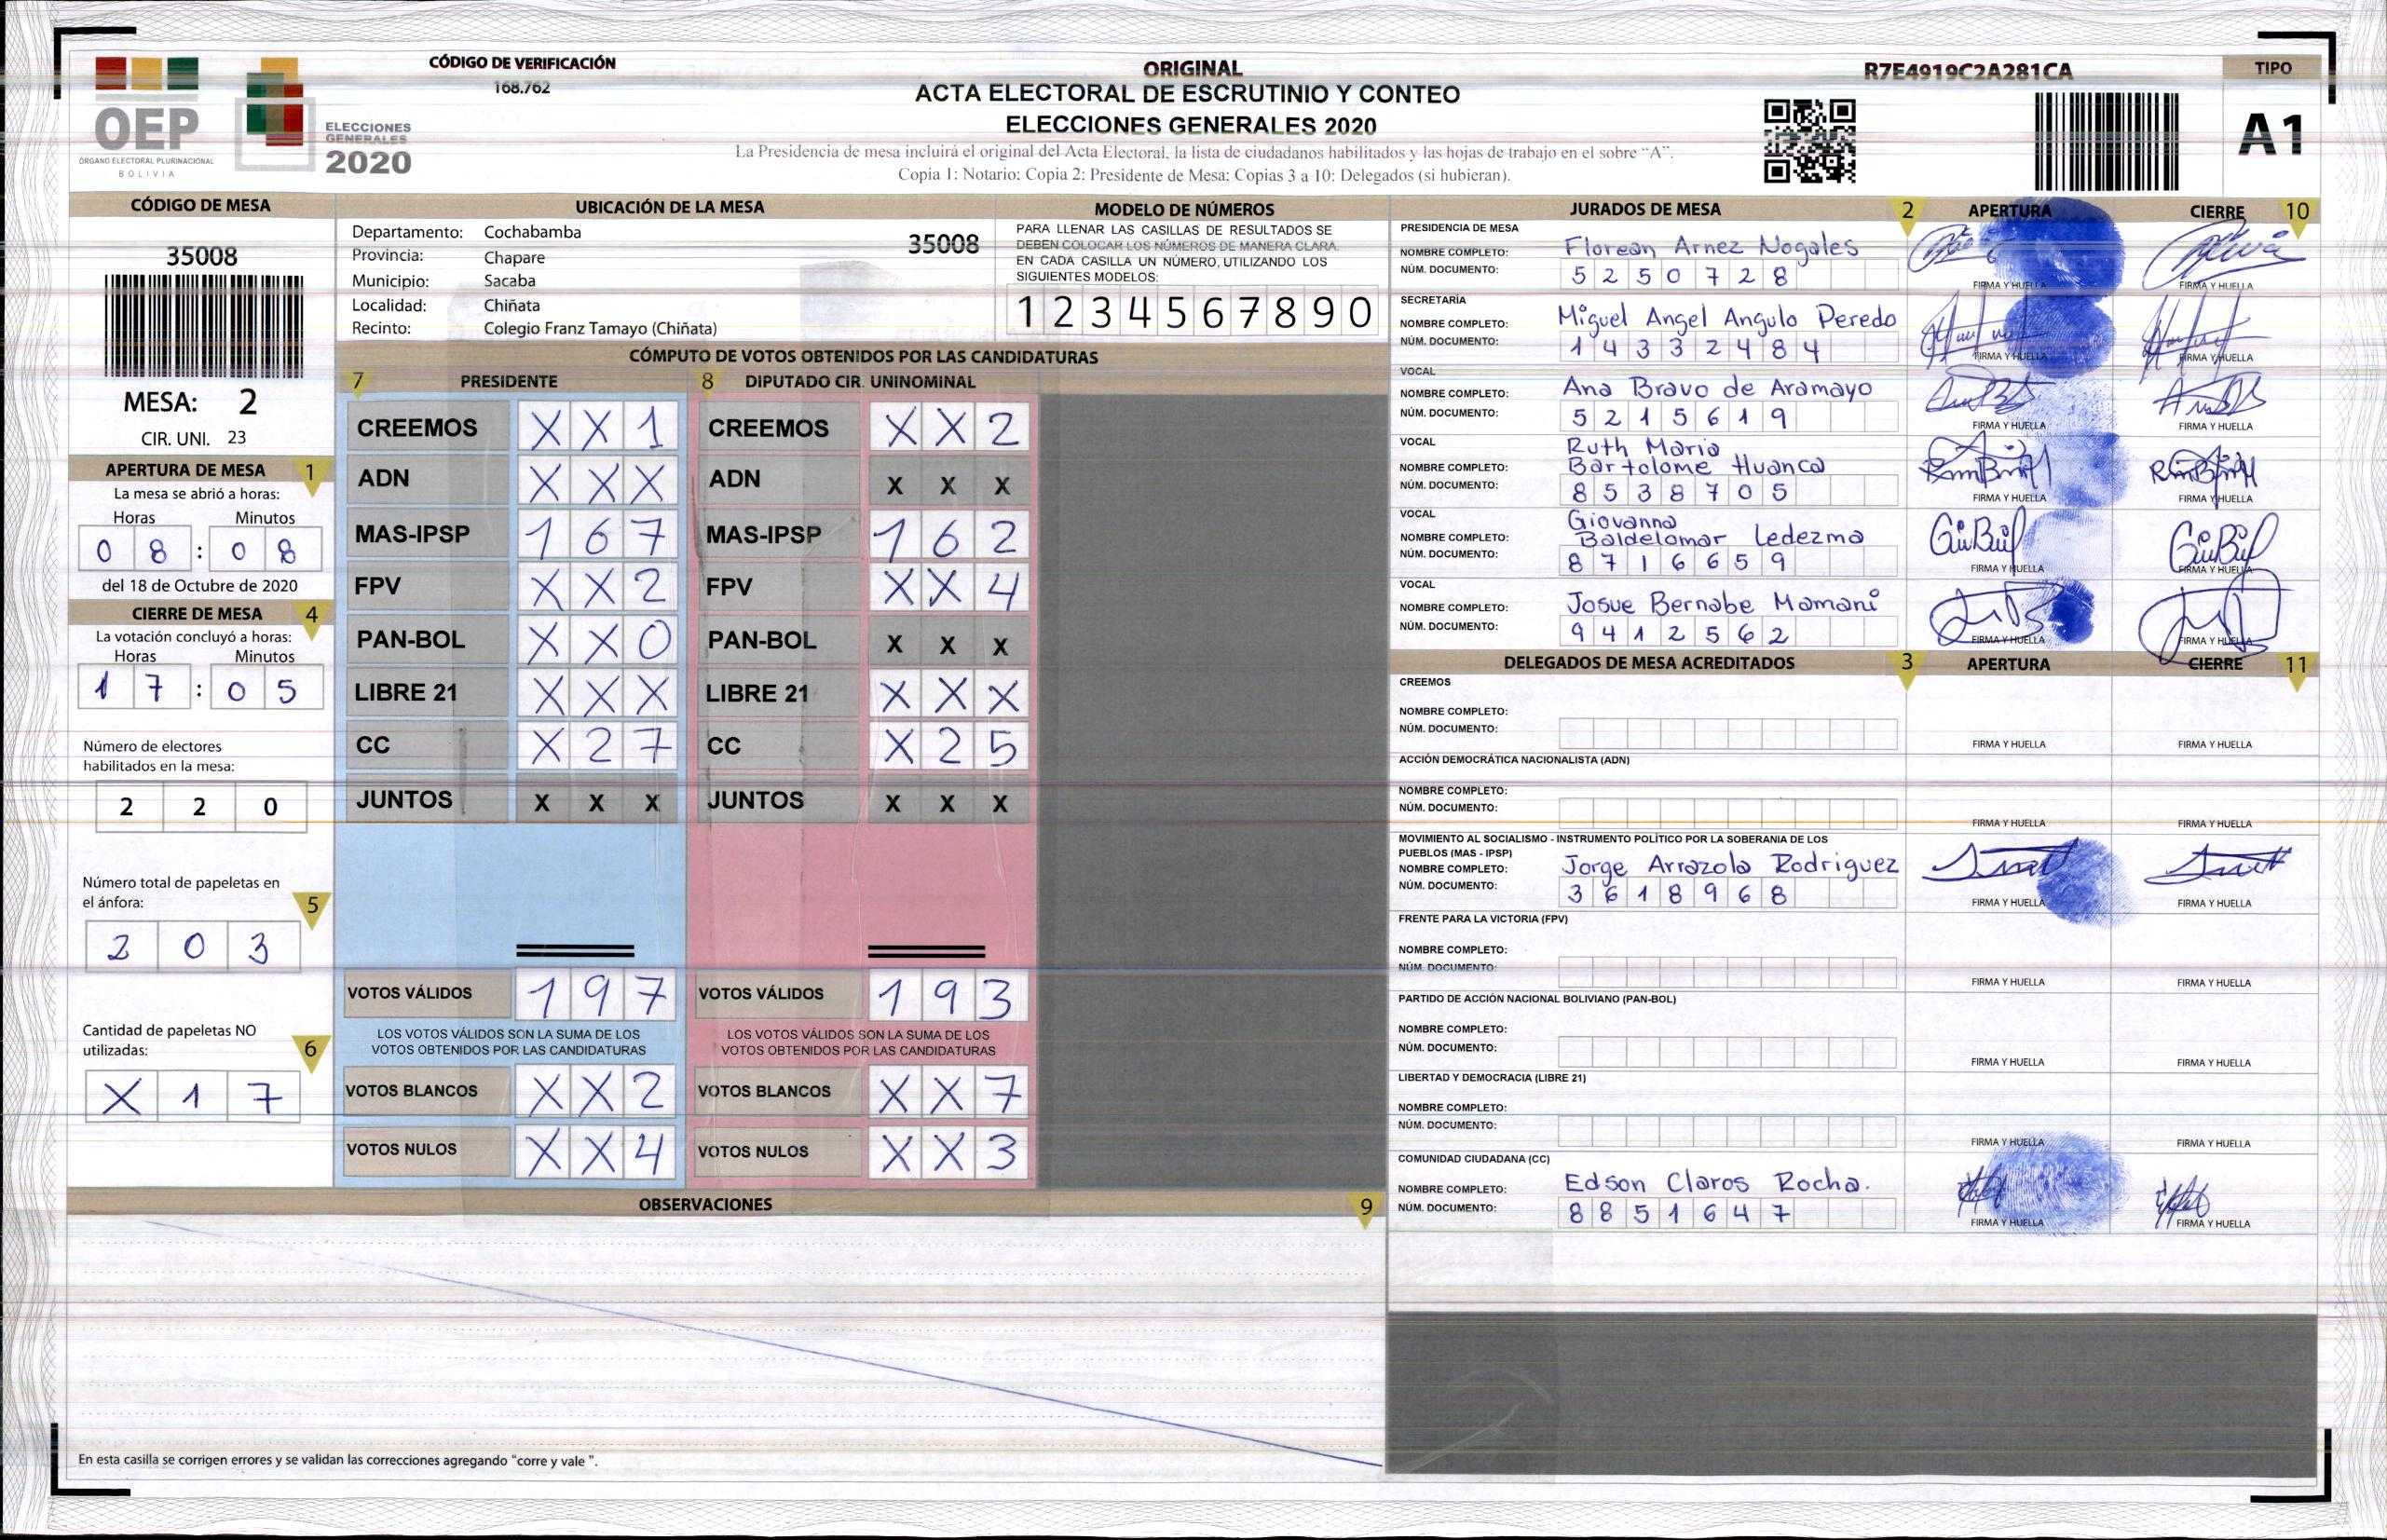 CÓDIGO DE VERIFICACIÓN
168.762
OEP
ÓRGANO ELECTORAL PLURINACIONAL
BOLIVIA
ELECCIONES
GENERALES
2020
ORIGINAL
ACTA ELECTORAL DE ESCRUTINIO Y CONTEO
ELECCIONES GENERALES 2020
La Presidencia de mesa incluirá el original del Acta Electoral, la lista de ciudadanos habilitados y las hojas de trabajo en el sobre “A”.
Copia 1: Notario; Copia 2: Presidente de Mesa; Copias 3 a 10: Delegados (si hubieran).
R7E4919C2A281CA
TIPO
A1
CÓDIGO DE MESA
35008
MESA: 2
CIR. UNI. 23
APERTURA DE MESA 1
La mesa se abrió a horas:
Horas Minutos
0 8 : 0 8
del 18 de Octubre de 2020
CIERRE DE MESA 4
La votación concluyó a horas:
Horas Minutos
1 7 : 0 5
Número de electores
habilitados en la mesa:
2 2 0
Número total de papeletas en
el ánfora: 5
2 0 3
Cantidad de papeletas NO
utilizadas: 6
X 1 7
UBICACIÓN DE LA MESA
Departamento: Cochabamba
35008
Provincia: Chapare
Municipio: Sacaba
Localidad: Chiñata
Recinto: Colegio Franz Tamayo (Chiñata)
MODELO DE NÚMEROS
PARA LLENAR LAS CASILLAS DE RESULTADOS SE
DEBEN COLOCAR LOS NÚMEROS DE MANERA CLARA.
EN CADA CASILLA UN NÚMERO, UTILIZANDO LOS
SIGUIENTES MODELOS:
1 2 3 4 5 6 7 8 9 0
CÓMPUTO DE VOTOS OBTENIDOS POR LAS CANDIDATURAS
7 PRESIDENTE 8 DIPUTADO CIR. UNINOMINAL
CREEMOS X X 1 CREEMOS X X 2
ADN X X X ADN X X X
MAS-IPSP 1 6 7 MAS-IPSP 1 6 2
FPV X X 2 FPV X X 4
PAN-BOL X X 0 PAN-BOL X X X
LIBRE 21 X X X LIBRE 21 X X X
CC X 2 7 CC X 2 5
JUNTOS X X X JUNTOS X X X
VOTOS VÁLIDOS 1 9 7 VOTOS VÁLIDOS 1 9 3
LOS VOTOS VÁLIDOS SON LA SUMA DE LOS LOS VOTOS VÁLIDOS SON LA SUMA DE LOS
VOTOS OBTENIDOS POR LAS CANDIDATURAS VOTOS OBTENIDOS POR LAS CANDIDATURAS
VOTOS BLANCOS X X 2 VOTOS BLANCOS X X 7
VOTOS NULOS X X 4 VOTOS NULOS X X 3
OBSERVACIONES 9
En esta casilla se corrigen errores y se validan las correcciones agregando "corre y vale ".
JURADOS DE MESA 2 APERTURA CIERRE 10
PRESIDENCIA DE MESA
NOMBRE COMPLETO: Florean Arnez Nogales
NÚM. DOCUMENTO: 5 2 5 0 7 2 8
FIRMA Y HUELLA FIRMA Y HUELLA
SECRETARÍA
NOMBRE COMPLETO: Miguel Angel Angulo Peredo
NÚM. DOCUMENTO: 1 4 3 3 2 4 8 4
FIRMA Y HUELLA FIRMA Y HUELLA
VOCAL
NOMBRE COMPLETO: Ana Bravo de Aramayo
NÚM. DOCUMENTO: 5 2 1 5 6 1 9
FIRMA Y HUELLA FIRMA Y HUELLA
VOCAL
Ruth Maria
NOMBRE COMPLETO: Bartolome Huanca
NÚM. DOCUMENTO: 8 5 3 8 7 0 5
FIRMA Y HUELLA FIRMA Y HUELLA
VOCAL
Giovanna
NOMBRE COMPLETO: Baldelomar Ledezma
NÚM. DOCUMENTO: 8 7 1 6 6 5 9
FIRMA Y HUELLA FIRMA Y HUELLA
VOCAL
NOMBRE COMPLETO: Josue Bernabe Mamani
NÚM. DOCUMENTO: 9 4 1 2 5 6 2
FIRMA Y HUELLA FIRMA Y HUELLA
DELEGADOS DE MESA ACREDITADOS 3 APERTURA CIERRE 11
CREEMOS
NOMBRE COMPLETO:
NÚM. DOCUMENTO:
FIRMA Y HUELLA FIRMA Y HUELLA
ACCIÓN DEMOCRÁTICA NACIONALISTA (ADN)
NOMBRE COMPLETO:
NÚM. DOCUMENTO:
FIRMA Y HUELLA FIRMA Y HUELLA
MOVIMIENTO AL SOCIALISMO - INSTRUMENTO POLÍTICO POR LA SOBERANIA DE LOS
PUEBLOS (MAS - IPSP)
NOMBRE COMPLETO: Jorge Arrazola Rodriguez
NÚM. DOCUMENTO: 3 6 1 8 9 6 8
FIRMA Y HUELLA FIRMA Y HUELLA
FRENTE PARA LA VICTORIA (FPV)
NOMBRE COMPLETO:
NÚM. DOCUMENTO:
FIRMA Y HUELLA FIRMA Y HUELLA
PARTIDO DE ACCIÓN NACIONAL BOLIVIANO (PAN-BOL)
NOMBRE COMPLETO:
NÚM. DOCUMENTO:
FIRMA Y HUELLA FIRMA Y HUELLA
LIBERTAD Y DEMOCRACIA (LIBRE 21)
NOMBRE COMPLETO:
NÚM. DOCUMENTO:
FIRMA Y HUELLA FIRMA Y HUELLA
COMUNIDAD CIUDADANA (CC)
NOMBRE COMPLETO: Edson Claros Rocha.
NÚM. DOCUMENTO: 8 8 5 1 6 4 7
FIRMA Y HUELLA FIRMA Y HUELLA